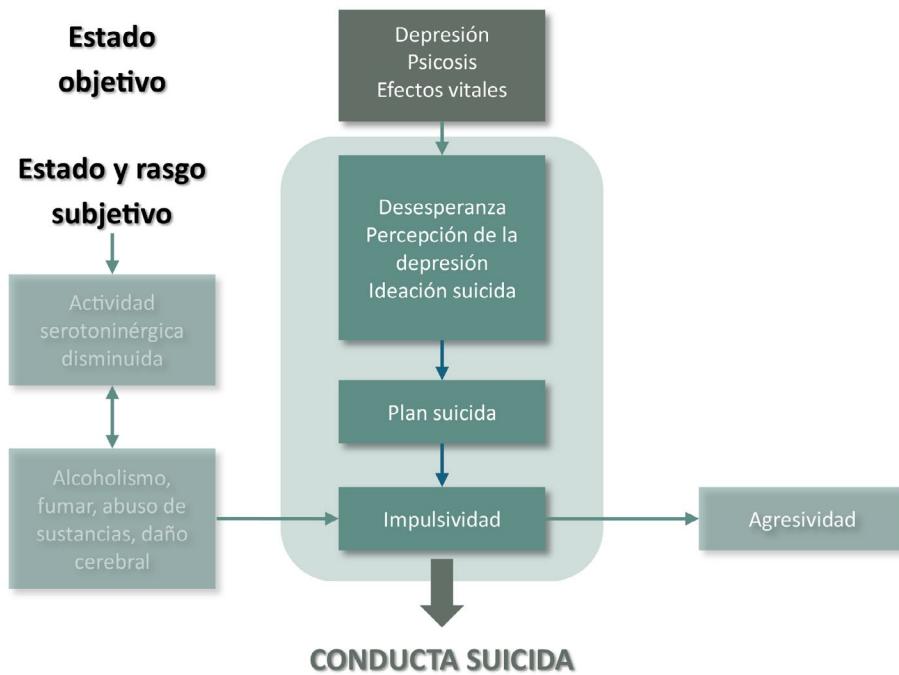 Estado
objetivo
Depresión
Psicosis
Efectos vitales
Estado y rasgo
subjetivo
Desesperanza
Percepción de la
depresión
Ideación suicida
Actividad
serotoninérgica
disminuida
Plan suicida
Alcoholismo,
fumar, abuso de
sustancias, daño
cerebral
Impulsividad
Agresividad
CONDUCTA SUICIDA